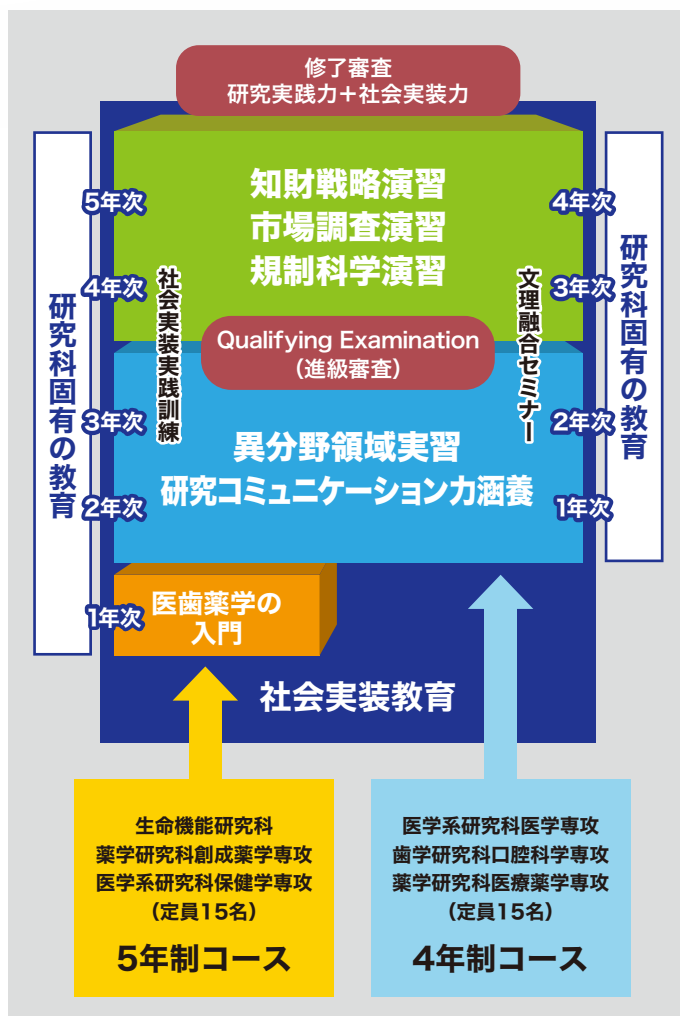 修了審査
研究実践力＋社会実装力
知財戦略演習
市場調査演習
規制科学演習
5年次
4年次
3年次
2年次
1年次
研究科固有の教育
社会実装実践訓練
文理融合セミナー
4年次
3年次
2年次
1年次
研究科固有の教育
Qualifying Examination
（進級審査）
異分野領域実習
研究コミュニケーション力涵養
医歯薬学の
入門
社会実装教育
生命機能研究科
薬学研究科創成薬学専攻
医学系研究科保健学専攻
（定員15名）
5年制コース
医学系研究科医学専攻
歯学研究科口腔科学専攻
薬学研究科医療薬学専攻
（定員15名）
4年制コース